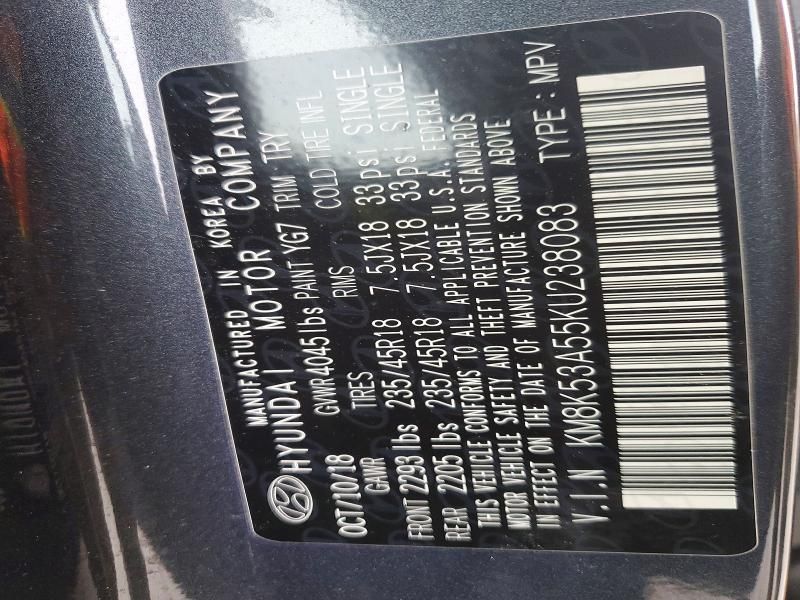 MANUFACTURED IN KOREA BY
HYUNDAI MOTOR COMPANY
OCT/10/18 GVWR4045lbs PAINT YG7 TRIM TRY
GAWR TIRES RIMS COLD TIRE INFL
FRONT 2293 lbs 235/45R18 7.5JX18 33psi SINGLE
REAR 2205 lbs 235/45R18 7.5JX18 33psi SINGLE
THIS VEHICLE CONFORMS TO ALL APPLICABLE U.S.A. FEDERAL
MOTOR VEHICLE SAFETY AND THEFT PREVENTION STANDARDS
IN EFFECT ON THE DATE OF MANUFACTURE SHOWN ABOVE
V.I.N KM8K53A55KU238083 TYPE : MPV